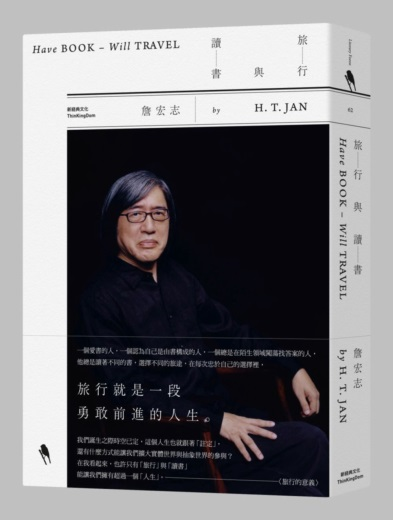 Have BOOK – Will TRAVEL
旅行
與
讀書
新經典文化
ThinKingDom
詹宏志
by
H. T. JAN
一個愛書的人，一個認為自己是由書構成的人，一個總是在陌生領域闖蕩找答案的人，
他總是讀著不同的書，選擇不同的旅途，在每次忠於自己的選擇裡，
旅行就是一段
勇敢前進的人生。
我們誕生之際時空已定，這個人生也就跟著「註定」。
還有什麼方式能讓我們擴大實體世界與抽象世界的參與？
在我看起來，也許只有「旅行」與「讀書」
能讓我們擁有超過一個「人生」。
〈旅行的意義〉
旅行與讀書
Have BOOK – Will TRAVEL
詹宏志
by H. T. JAN
新經典文化
ThinKingDom